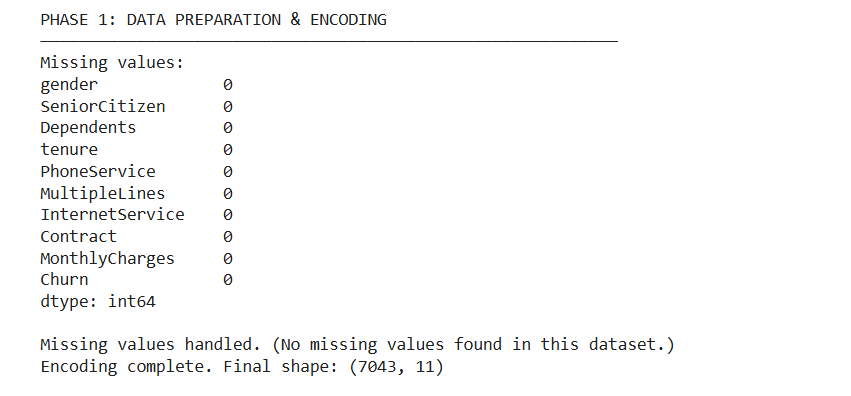 PHASE 1: DATA PREPARATION & ENCODING
Missing values:
gender 0
SeniorCitizen 0
Dependents 0
tenure 0
PhoneService 0
MultipleLines 0
InternetService 0
Contract 0
MonthlyCharges 0
Churn 0
dtype: int64
Missing values handled. (No missing values found in this dataset.)
Encoding complete. Final shape: (7043, 11)